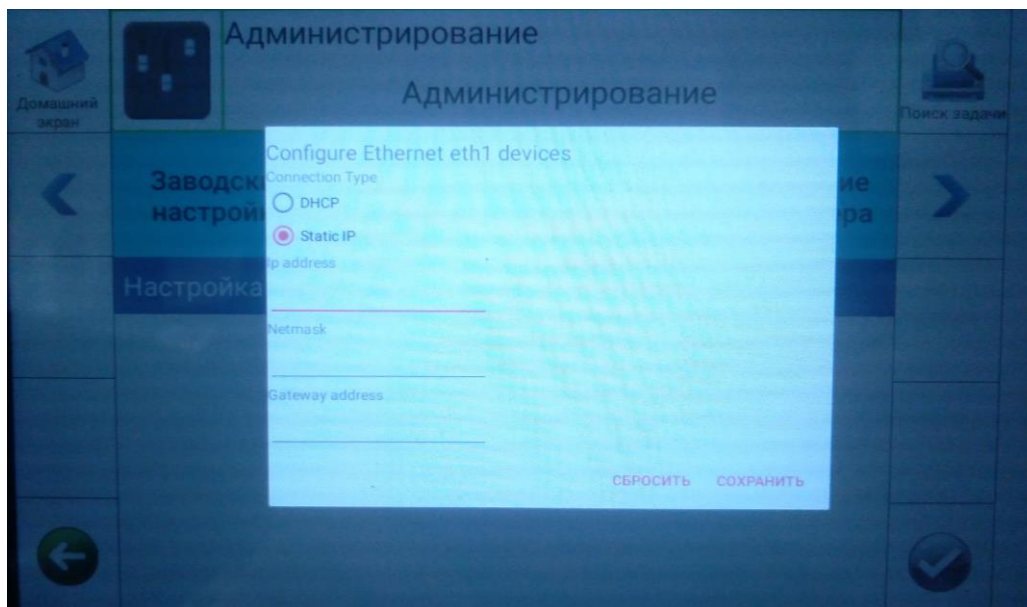 Администрирование
Администрирование
Домашний
экран
Поиск задачи
Configure Ethernet eth1 devices
Connection Type
DHCP
Static IP
Ip address
Настройка
Netmask
Gateway address
СБРОСИТЬ СОХРАНИТЬ